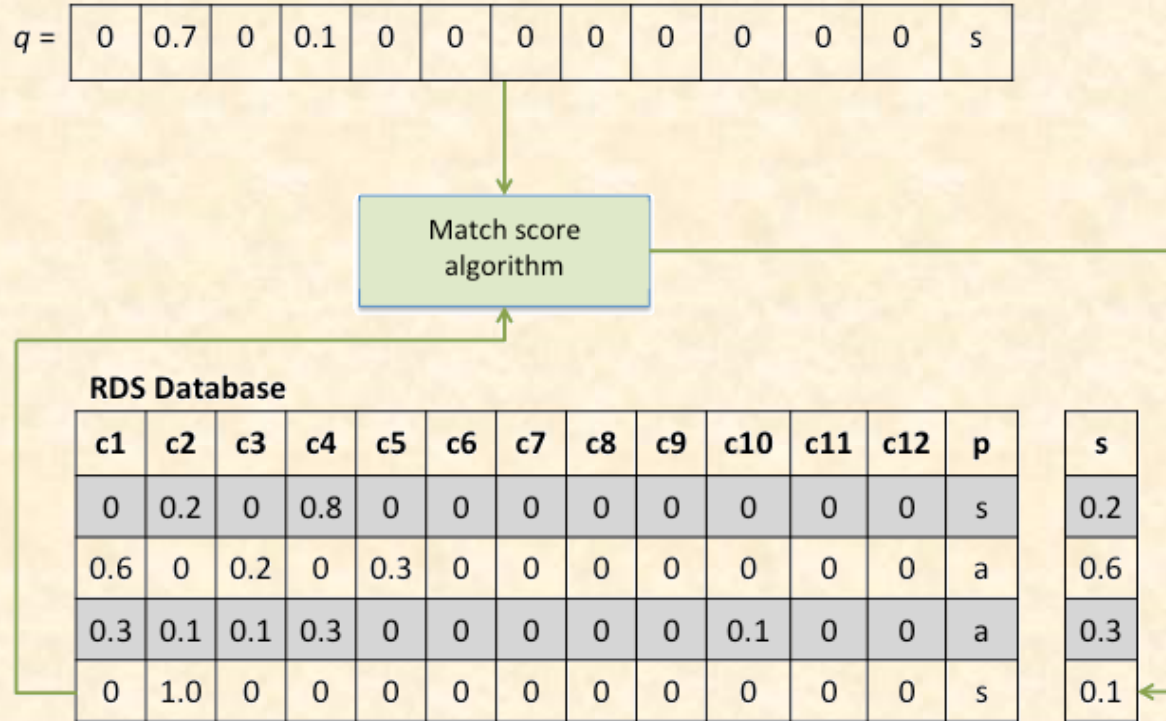 q = 0 0.7 0 0.1 0 0 0 0 0 0 0 0 s
Match score
algorithm
RDS Database
c1 c2 c3 c4 c5 c6 c7 c8 c9 c10 c11 c12 p s
0 0.2 0 0.8 0 0 0 0 0 0 0 0 s 0.2
0.6 0 0.2 0 0.3 0 0 0 0 0 0 0 a 0.6
0.3 0.1 0.1 0.3 0 0 0 0 0 0.1 0 0 a 0.3
0 1.0 0 0 0 0 0 0 0 0 0 0 s 0.1